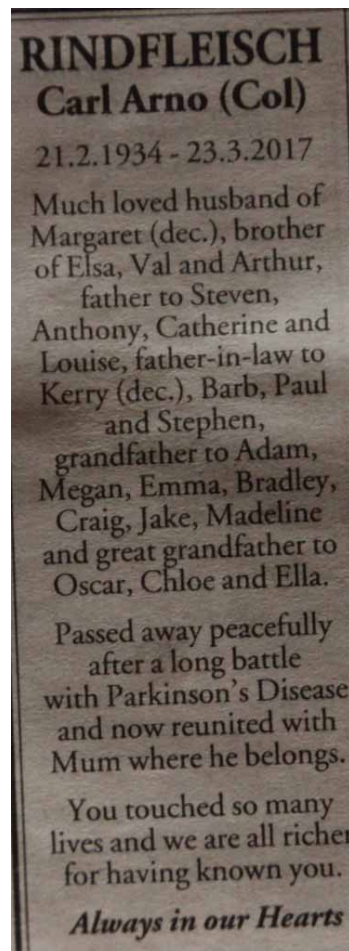 RINDFLEISCH
Carl Arno (Col)
21.2.1934 - 23.3.2017
Much loved husband of
Margaret (dec.), brother
of Elsa, Val and Arthur,
father to Steven,
Anthony, Catherine and
Louise, father-in-law to
Kerry (dec.), Barb, Paul
and Stephen,
grandfather to Adam,
Megan, Emma, Bradley,
Craig, Jake, Madeline
and great grandfather to
Oscar, Chloe and Ella.
Passed away peacefully
after a long battle
with Parkinson's Disease
and now reunited with
Mum where he belongs.
You touched so many
lives and we are all richer
for having known you.
Always in our Hearts